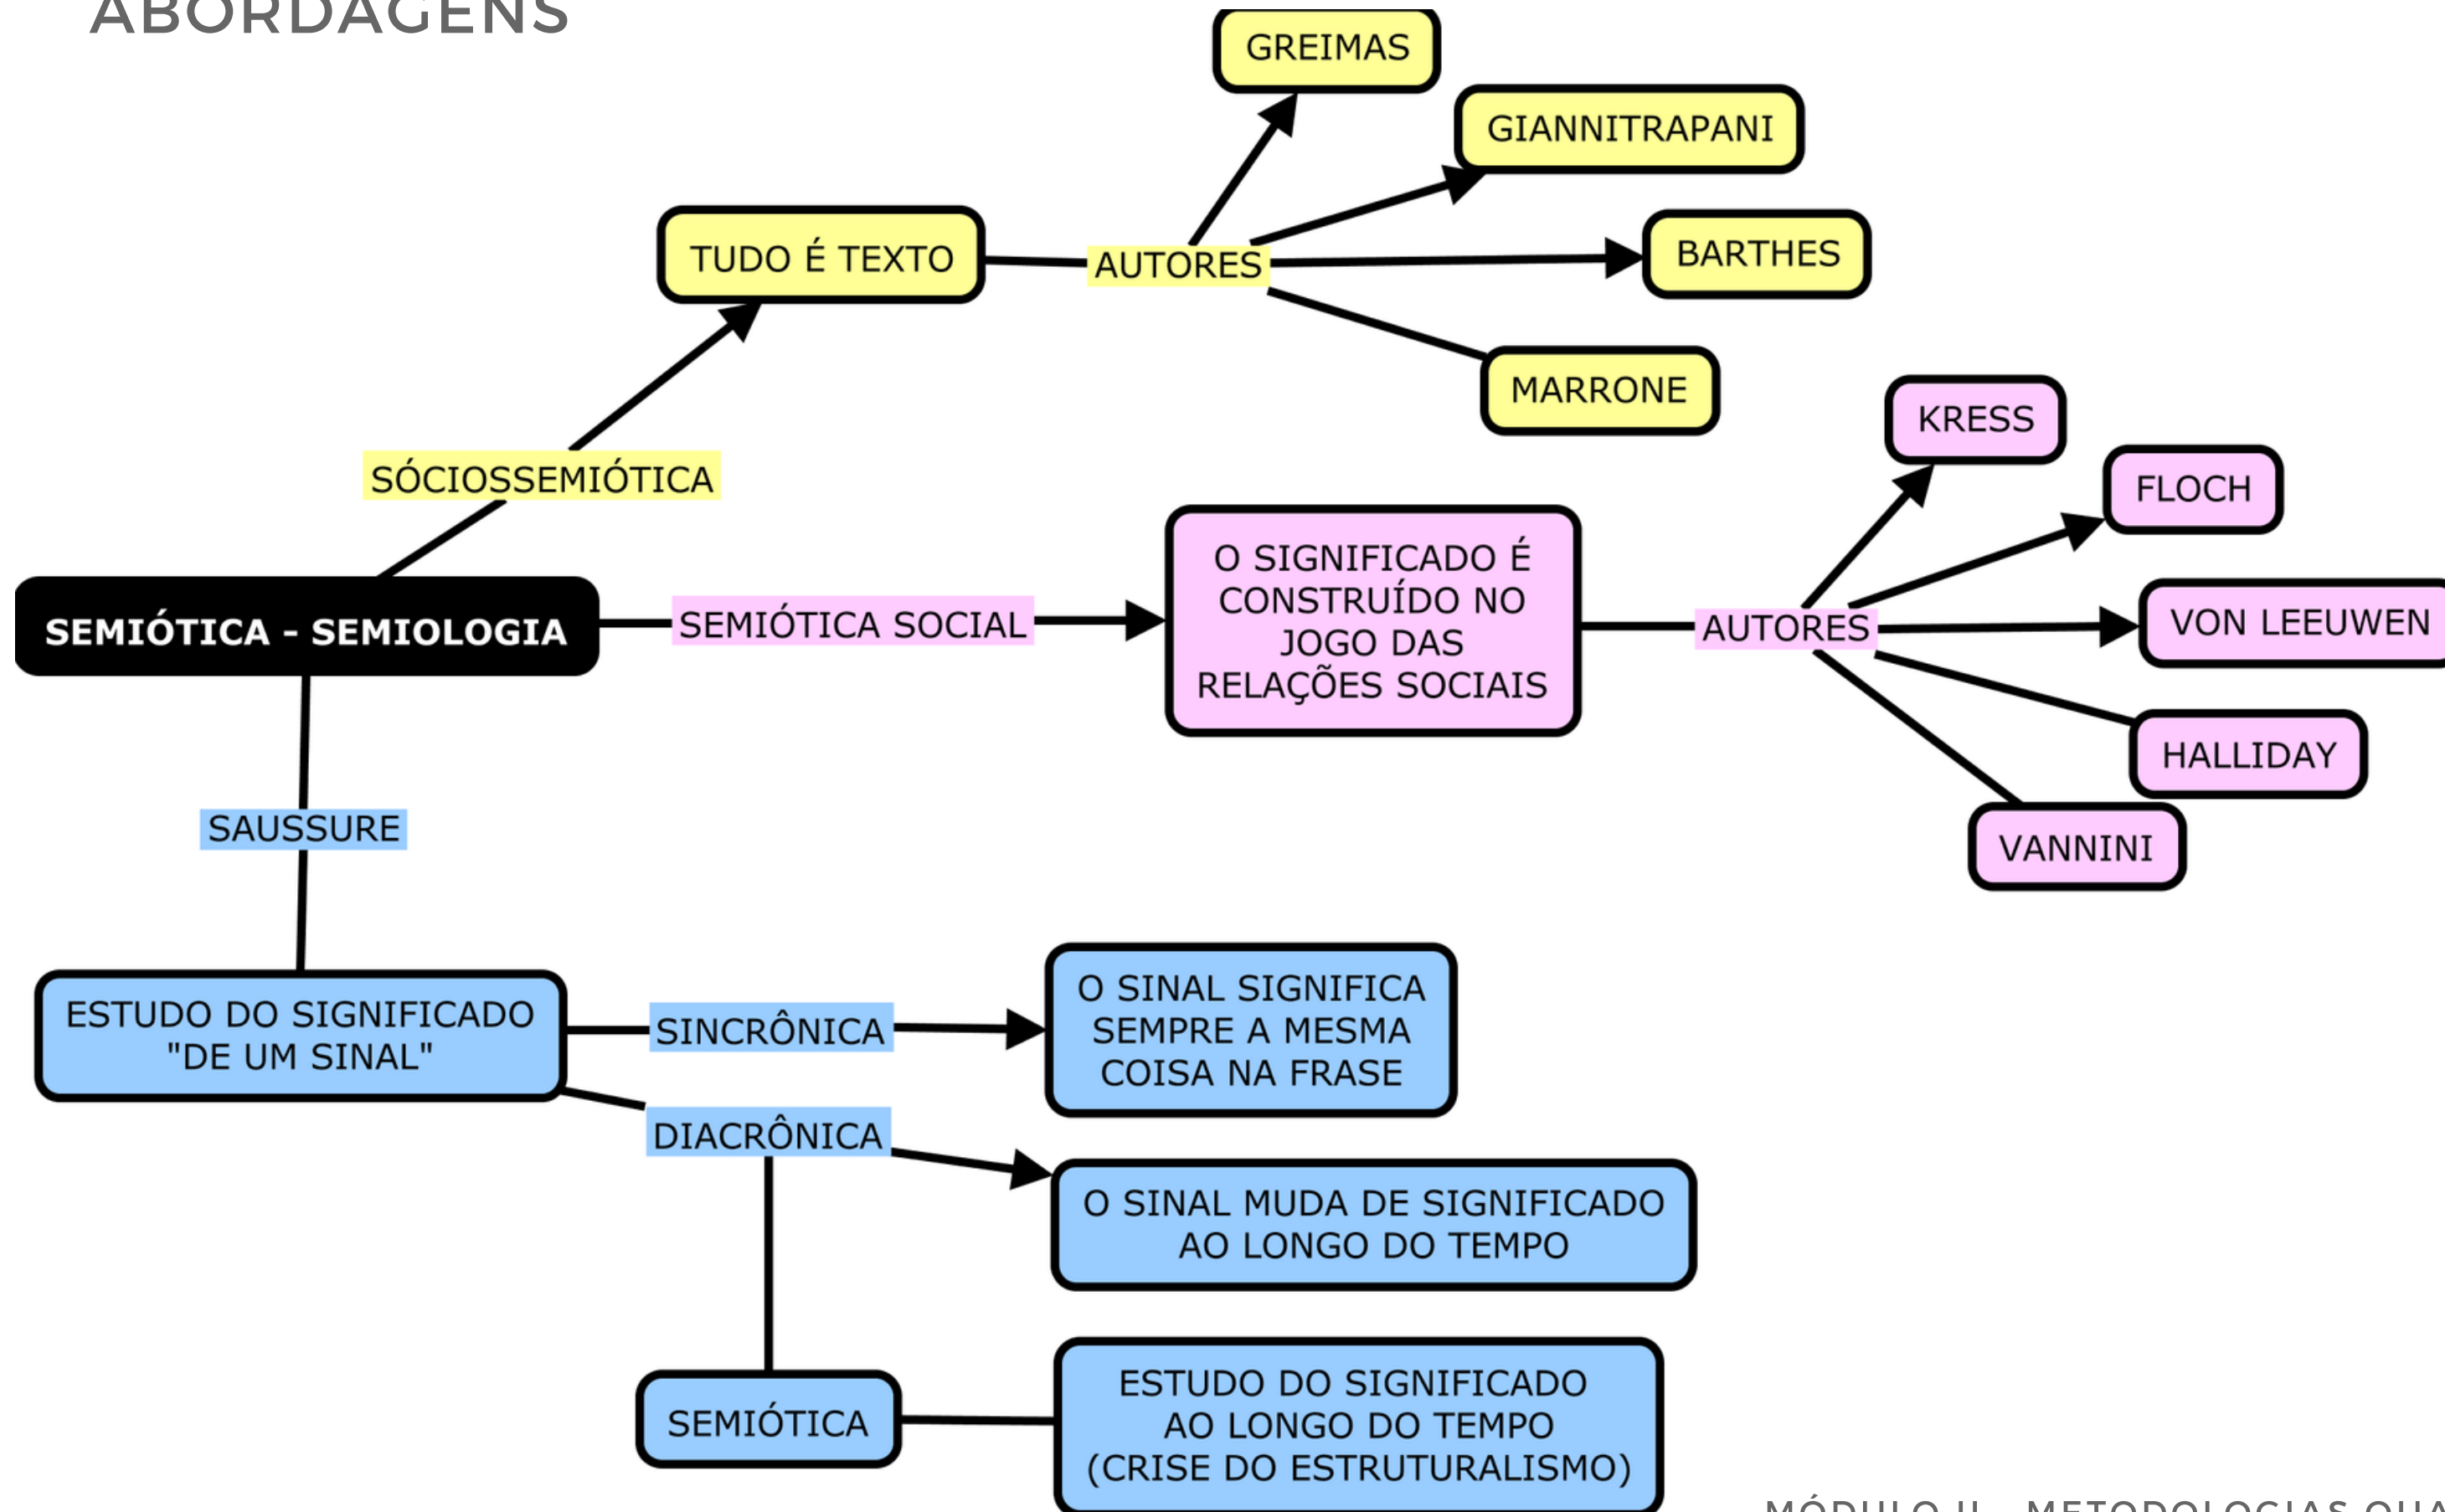 ABORDAGENS
GREIMAS
GIANNITRAPANI
TUDO É TEXTO
AUTORES
BARTHES
MARRONE
KRESS
SÓCIOSSEMIÓTICA
FLOCH
O SIGNIFICADO É
CONSTRUÍDO NO
JOGO DAS
RELAÇÕES SOCIAIS
SEMIÓTICA - SEMIOLOGIA
SEMIÓTICA SOCIAL
AUTORES
VON LEEUWEN
HALLIDAY
VANNINI
SAUSSURE
ESTUDO DO SIGNIFICADO
"DE UM SINAL"
SINCRÔNICA
O SINAL SIGNIFICA
SEMPRE A MESMA
COISA NA FRASE
DIACRÔNICA
O SINAL MUDA DE SIGNIFICADO
AO LONGO DO TEMPO
SEMIÓTICA
ESTUDO DO SIGNIFICADO
AO LONGO DO TEMPO
(CRISE DO ESTRUTURALISMO)
MÓDULO II - METODOLOGIAS